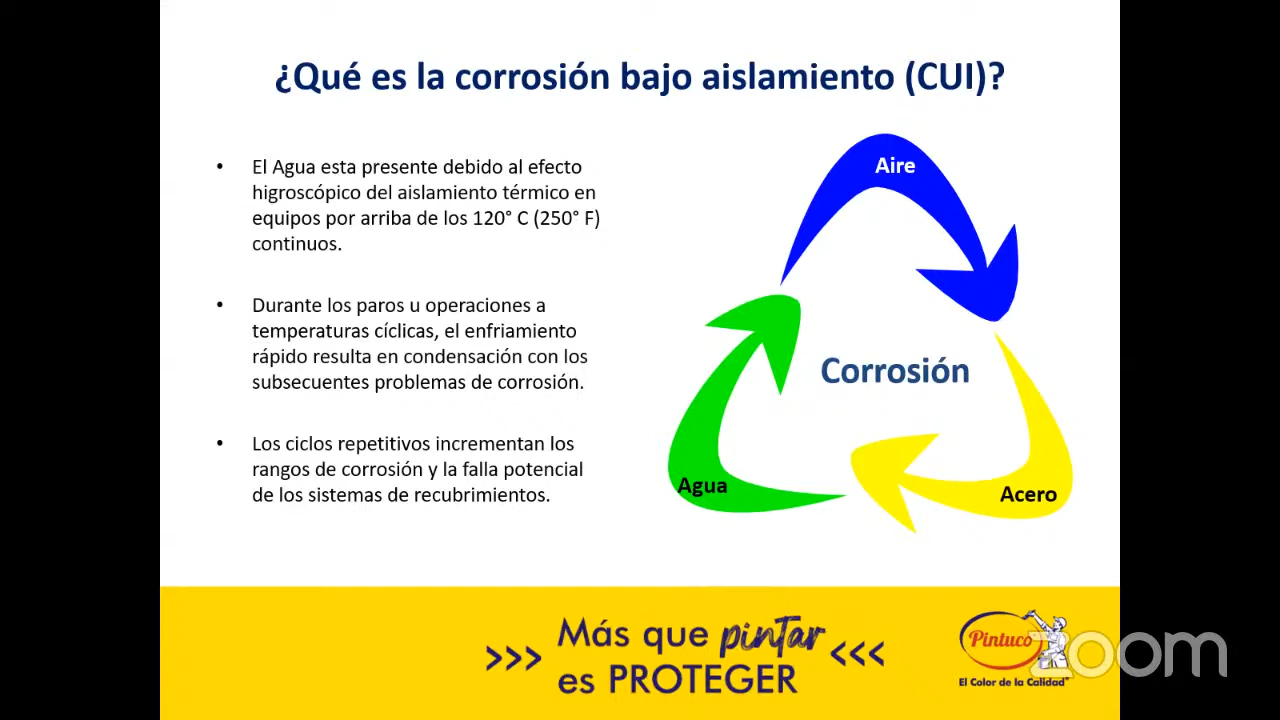 ¿Qué es la corrosión bajo aislamiento (CUI)?
• El Agua esta presente debido al efecto
higroscópico del aislamiento térmico en
equipos por arriba de los 120° C (250° F)
continuos.
• Durante los paros u operaciones a
temperaturas cíclicas, el enfriamiento
rápido resulta en condensación con los
subsecuentes problemas de corrosión.
• Los ciclos repetitivos incrementan los
rangos de corrosión y la falla potencial
de los sistemas de recubrimientos.
Aire
Corrosión
Agua
Acero
>>> Más que pintar <<<
es PROTEGER
Pintuco
El Color de la Calidad
zoom